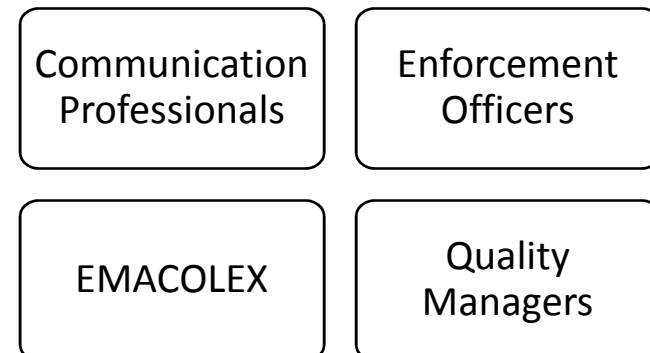 Communication
Professionals
Enforcement
Officers
EMACOLEX
Quality
Managers